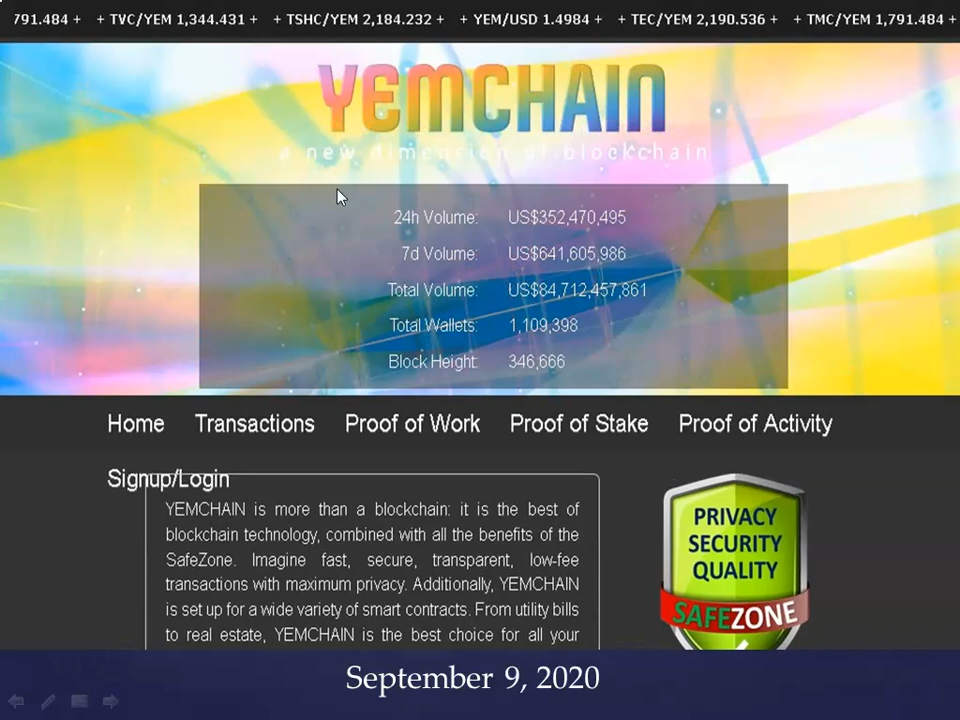 791.484 + + TVC/YEM 1,344.431 + + TSHC/YEM 2,184.232 + + YEM/USD 1.4984 + + TEC/YEM 2,190.536 + + TMC/YEM 1,791.484 +
YEMCHAIN
a new dimension of blockchain
24h Volume: US$352,470,495
7d Volume: US$641,605,986
Total Volume: US$84,712,457,861
Total Wallets: 1,109,398
Block Height: 346,666
Home Transactions Proof of Work Proof of Stake Proof of Activity
Signup/Login
YEMCHAIN is more than a blockchain: it is the best of
blockchain technology, combined with all the benefits of the
SafeZone. Imagine fast, secure, transparent, low-fee
transactions with maximum privacy. Additionally, YEMCHAIN
is set up for a wide variety of smart contracts. From utility bills
to real estate, YEMCHAIN is the best choice for all your
PRIVACY
SECURITY
QUALITY
SAFEZONE
September 9, 2020